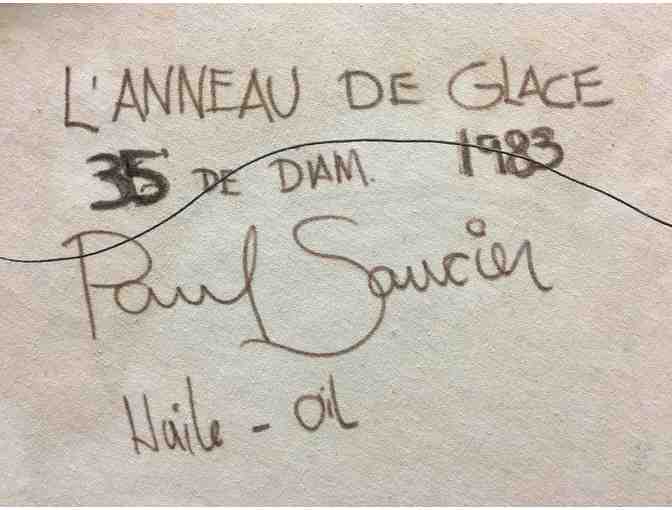 L'ANNEAU DE GLACE
35 DE DIAM. 1983
Paul Saucier
Huile - Oil